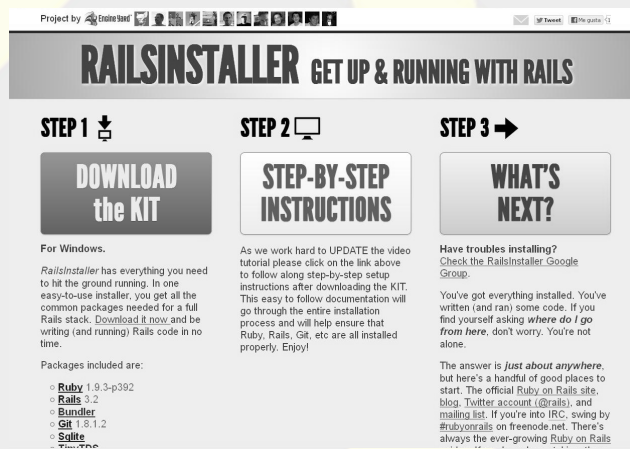 Project by Engine Yard
Tweet Me gusta
RAILSINSTALLER GET UP & RUNNING WITH RAILS
STEP 1
DOWNLOAD
the KIT
For Windows.
RailsInstaller has everything you need
to hit the ground running. In one
easy-to-use installer, you get all the
common packages needed for a full
Rails stack. Download it now and be
writing (and running) Rails code in no
time.
Packages included are:
Ruby 1.9.3-p392
Rails 3.2
Bundler
Git 1.8.1.2
Sqlite
TinyTDS
STEP 2
STEP-BY-STEP
INSTRUCTIONS
As we work hard to UPDATE the video
tutorial please click on the link above
to follow along step-by-step setup
instructions after downloading the KIT.
This easy to follow documentation will
go through the entire installation
process and will help ensure that
Ruby, Rails, Git, etc are all installed
properly. Enjoy!
STEP 3
WHAT'S
NEXT?
Have troubles installing?
Check the RailsInstaller Google
Group.
You've got everything installed. You've
written (and ran) some code. If you
find yourself asking where do I go
from here, don't worry. You're not
alone.
The answer is just about anywhere,
but here's a handful of good places to
start. The official Ruby on Rails site,
blog, Twitter account (@rails), and
mailing list. If you're into IRC, swing by
#rubyonrails on freenode.net. There's
always the ever-growing Ruby on Rails